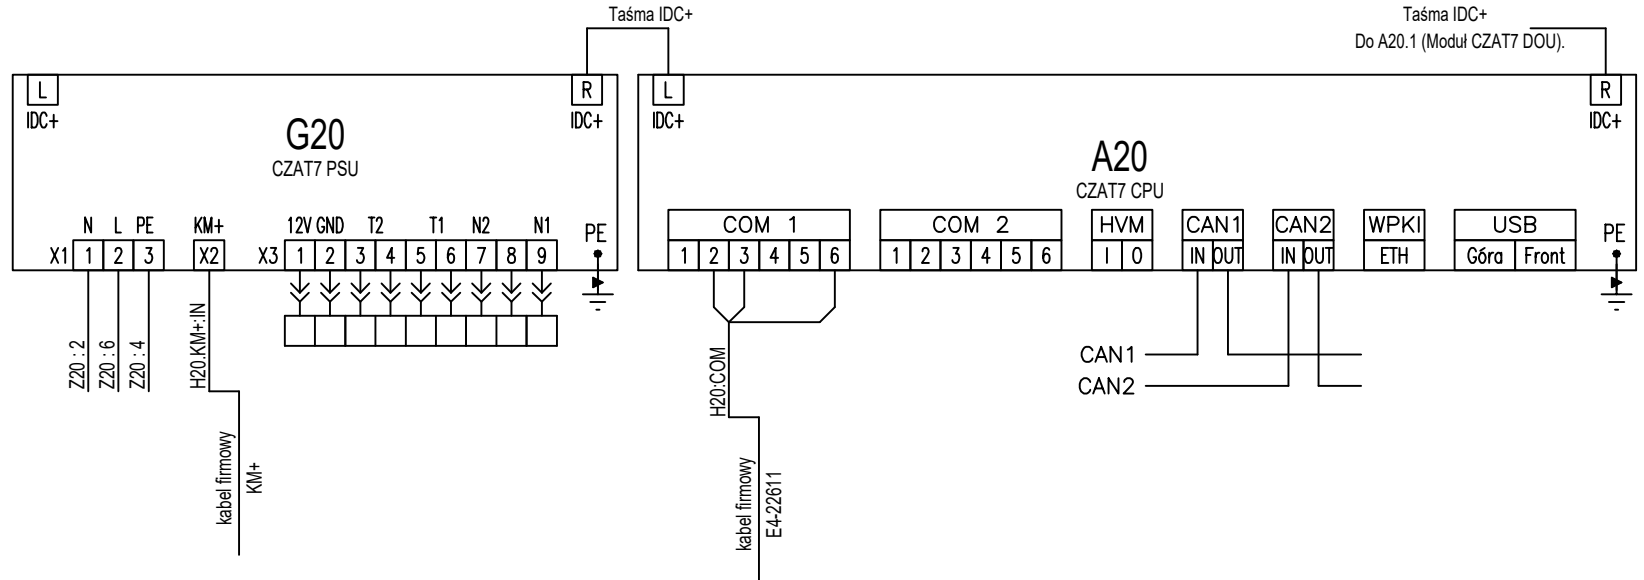 Taśma IDC+
Taśma IDC+
Do A20.1 (Moduł CZAT7 DOU).
L
R
L
R
IDC+
IDC+
IDC+
IDC+
G20
CZAT7 PSU
A20
CZAT7 CPU
N L PE
KM+
12V GND T2 T1 N2 N1
PE
X1 1 2 3
X2
X3 1 2 3 4 5 6 7 8 9
COM 1
1 2 3 4 5 6
COM 2
1 2 3 4 5 6
HVM
I O
CAN1
IN OUT
CAN2
IN OUT
WPKI
ETH
USB
Góra Front
PE
Z20 : 2
Z20 : 6
Z20 : 4
H20.KM+:IN
kabel firmowy
KM+
H20:COM
kabel firmowy
E4-22611
CAN1
CAN2